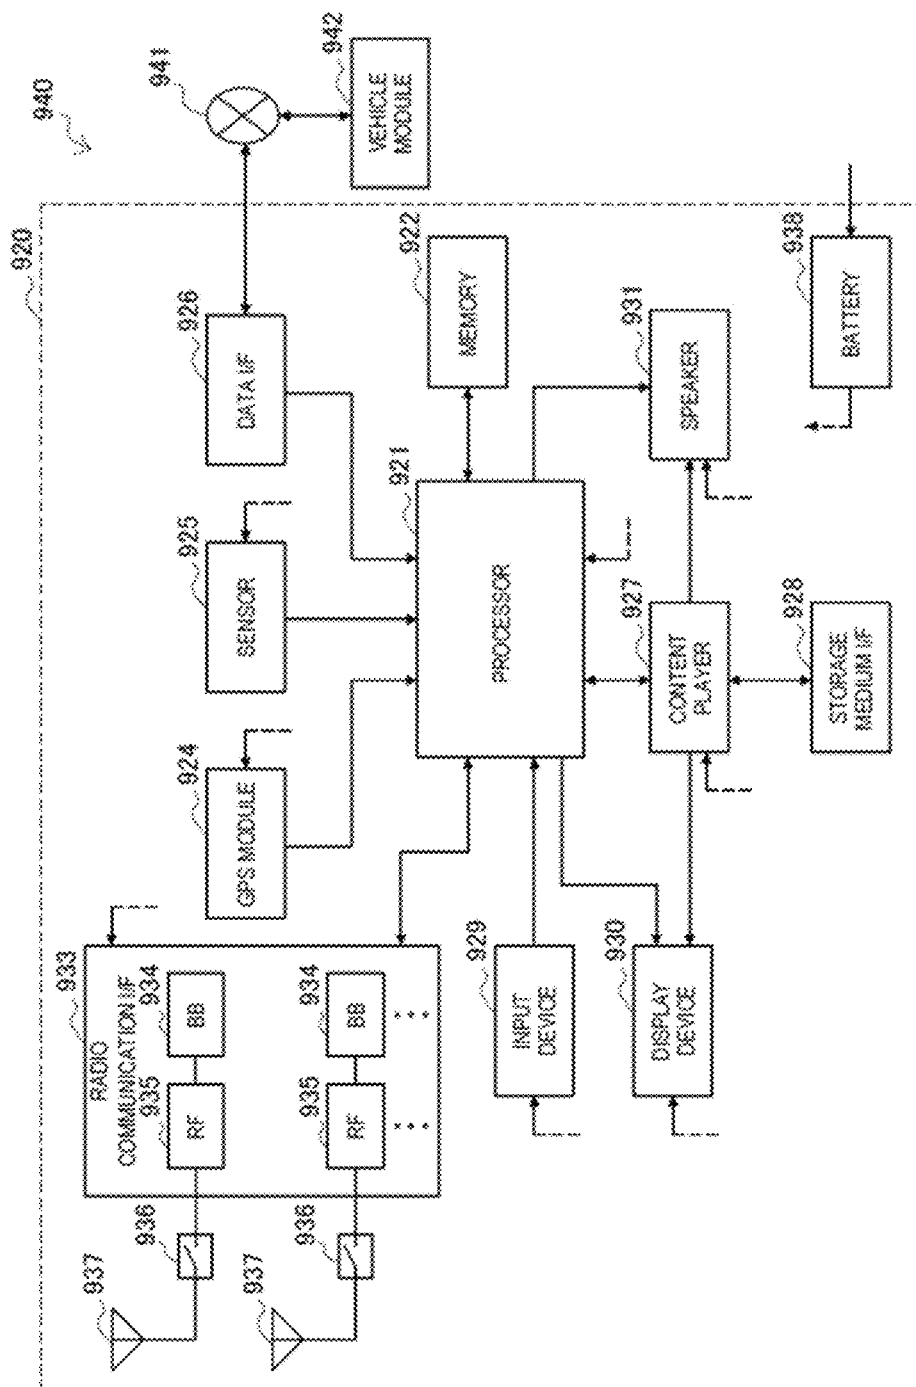 940
920
941
942
VEHICLE
MODULE
926
DATA I/F
922
MEMORY
938
BATTERY
931
SPEAKER
925
SENSOR
921
PROCESSOR
927
CONTENT
PLAYER
928
STORAGE
MEDIUM I/F
924
GPS MODULE
933
RADIO
COMMUNICATION I/F
934
BB
935
RF
934
BB
935
RF
929
INPUT
DEVICE
930
DISPLAY
DEVICE
936
937
936
937